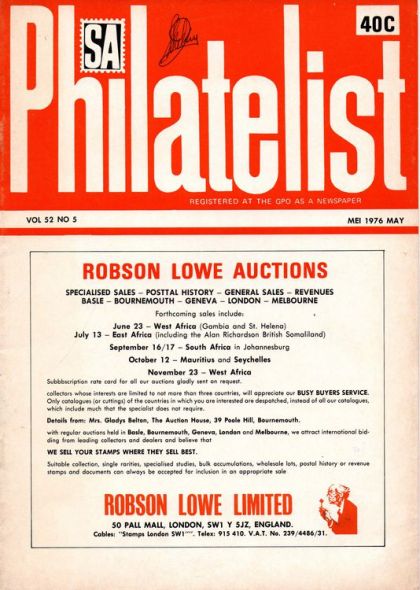 SA
40C
Philatelist
REGISTERED AT THE GPO AS A NEWSPAPER
VOL 52 NO 5
MEI 1976 MAY
ROBSON LOWE AUCTIONS
SPECIALISED SALES – POSTTAL HISTORY – GENERAL SALES – REVENUES
BASLE – BOURNEMOUTH – GENEVA – LONDON – MELBOURNE
Forthcoming sales include:
June 23 – West Africa (Gambia and St. Helena)
July 13 – East Africa (including the Alan Richardson British Somaliland)
September 16/17 – South Africa in Johannesburg
October 12 – Mauritius and Seychelles
November 23 – West Africa
Subbbscription rate card for all our auctions gladly sent on request.
collectors whose interests are limited to not more than three countries, will appreciate our BUSY BUYERS SERVICE.
Only catalogues (or cuttings) of the countries in which you are interested are despatched, instead of all our catalogues,
which include much that the specialist does not require.
Details from: Mrs. Gladys Belton, The Auction House, 39 Poole Hill, Bournemouth.
with regular auctions held in Basle, Bournemouth, Geneva, London and Melbourne, we attract international bid-
ding from leading collectors and dealers and believe that
WE SELL YOUR STAMPS WHERE THEY SELL BEST.
Suitable collection, single rarities, specialised studies, bulk accumulations, wholesale lots, postal history or revenue
stamps and documents can always be accepted for inclusion in an appropriate sale
ROBSON LOWE LIMITED
50 PALL MALL, LONDON, SW1 Y 5JZ, ENGLAND.
Cables: "Stamps London SW1"". Telex: 915 410. V.A.T. No. 239/4486/31.